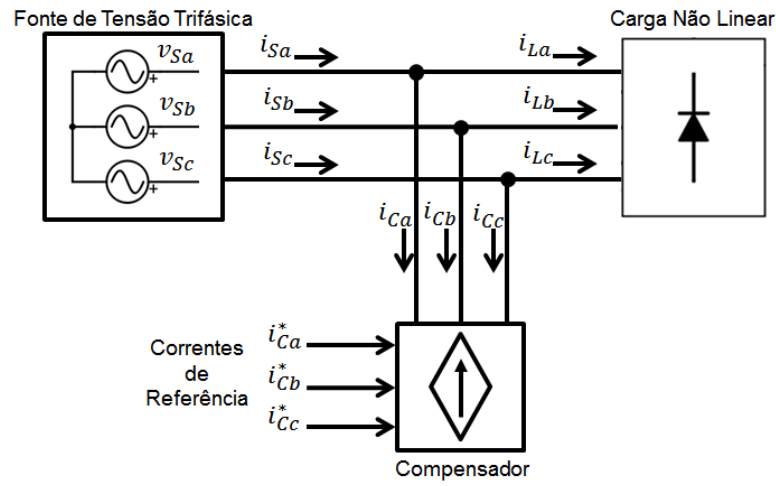 Fonte de Tensão Trifásica
Carga Não Linear
v_Sa
i_Sa
i_La
+
v_Sb
i_Sb
i_Lb
+
v_Sc
i_Sc
i_Lc
+
i_Ca
i_Cb
i_Cc
Correntes
de
Referência
i*_Ca
i*_Cb
i*_Cc
Compensador